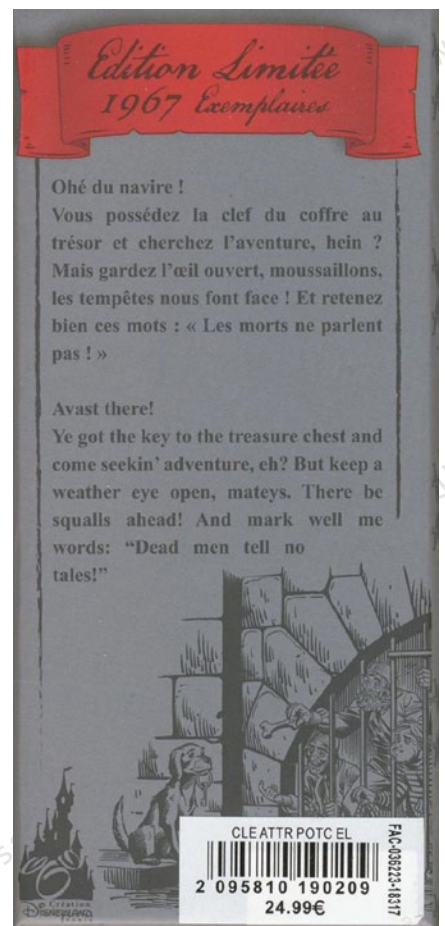 Edition Limitée
1967 Exemplaires
Ohé du navire !
Vous possédez la clef du coffre au
trésor et cherchez l’aventure, hein ?
Mais gardez l’œil ouvert, moussaillons,
les tempêtes nous font face ! Et retenez
bien ces mots : « Les morts ne parlent
pas ! »
Avast there!
Ye got the key to the treasure chest and
come seekin’ adventure, eh? But keep a
weather eye open, mateys. There be
squalls ahead! And mark well me
words: “Dead men tell no
tales!”
Création
Disneyland
PARIS
CLE ATTR POTC EL
2 095810 190209
24.99€
FAC-036223-18317